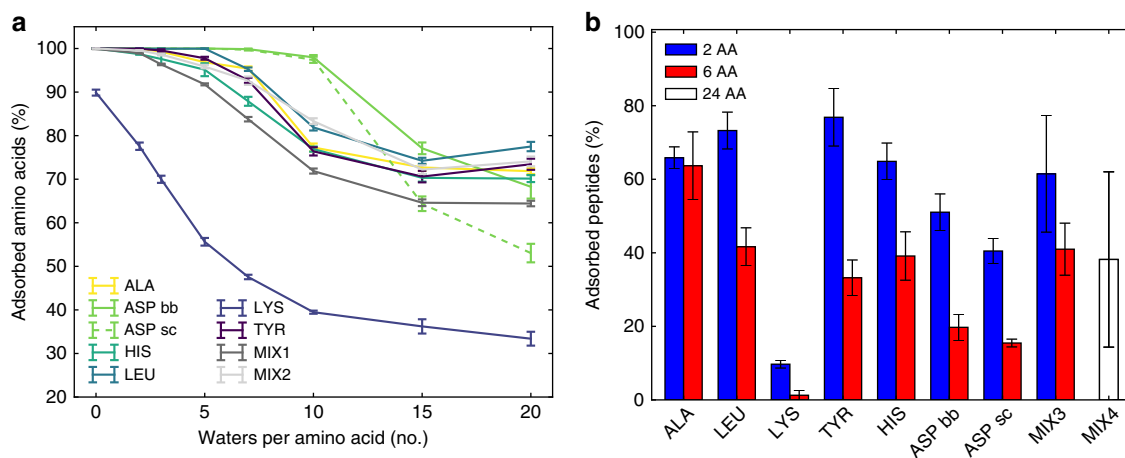 a
Adsorbed amino acids (%)
100
90
80
70
60
50
40
30
20
ALA
ASP bb
ASP sc
HIS
LEU
LYS
TYR
MIX1
MIX2
0 5 10 15 20
Waters per amino acid (no.)
b
Adsorbed peptides (%)
100
80
60
40
20
0
2 AA
6 AA
24 AA
ALA LEU LYS TYR HIS ASP bb ASP sc MIX3 MIX4